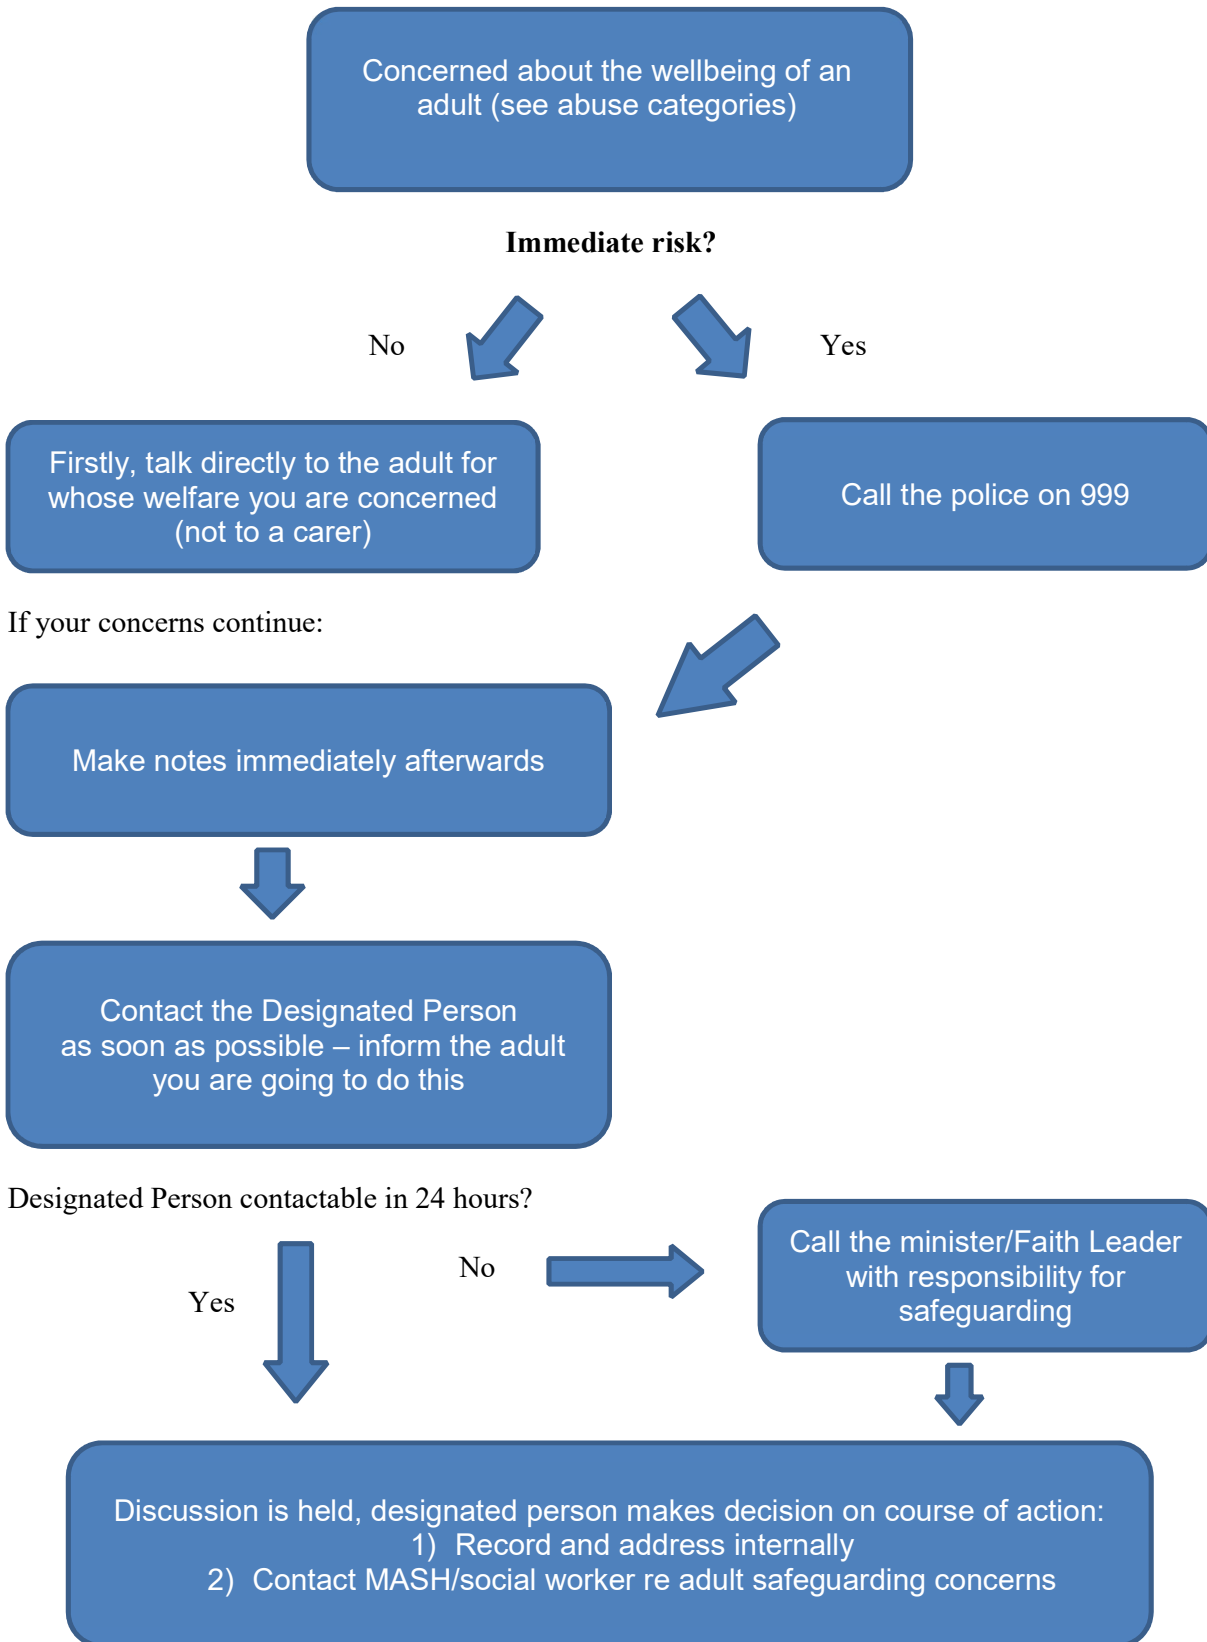 Concerned about the wellbeing of an
adult (see abuse categories)
Immediate risk?
No
Yes
Firstly, talk directly to the adult for
whose welfare you are concerned
(not to a carer)
Call the police on 999
If your concerns continue:
Make notes immediately afterwards
Contact the Designated Person
as soon as possible – inform the adult
you are going to do this
Designated Person contactable in 24 hours?
Yes
No
Call the minister/Faith Leader
with responsibility for
safeguarding
Discussion is held, designated person makes decision on course of action:
1) Record and address internally
2) Contact MASH/social worker re adult safeguarding concerns